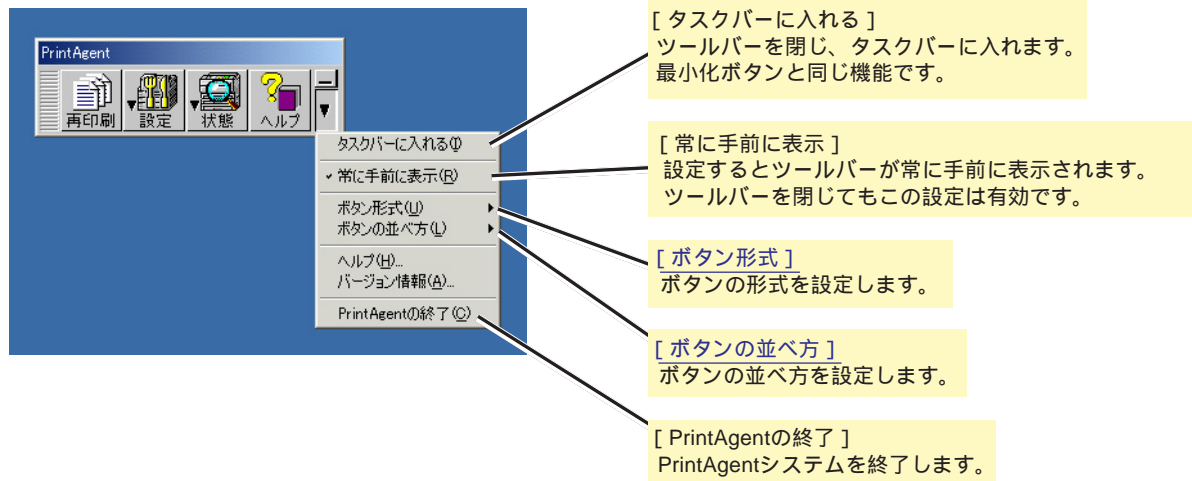 PrintAgent
再印刷
設定
状態
ヘルプ
タスクバーに入れる(I)
常に手前に表示(R)
ボタン形式(U)
ボタンの並べ方(L)
ヘルプ(H)...
バージョン情報(A)...
PrintAgentの終了(C)
[ タスクバーに入れる ]
ツールバーを閉じ、タスクバーに入れます。
最小化ボタンと同じ機能です。
[ 常に手前に表示 ]
設定するとツールバーが常に手前に表示されます。
ツールバーを閉じてもこの設定は有効です。
[ ボタン形式 ]
ボタンの形式を設定します。
[ ボタンの並べ方 ]
ボタンの並べ方を設定します。
[ PrintAgentの終了 ]
PrintAgentシステムを終了します。